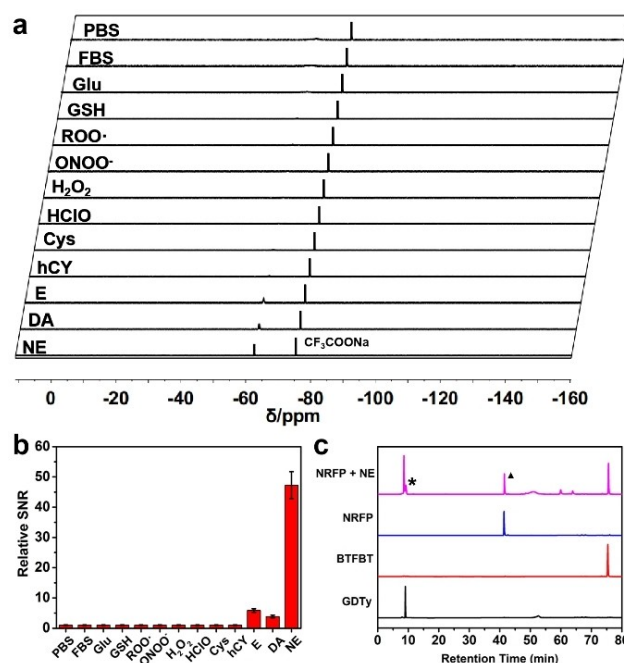 a
PBS
FBS
Glu
GSH
ROO·
ONOO⁻
H₂O₂
HClO
Cys
hCY
E
DA
NE
CF₃COONa
0 -20 -40 -60 -80 -100 -120 -140 -160
δ/ppm
b
60
50
40
30
20
10
0
Relative SNR
PBS FBS Glu GSH ROO· ONOO⁻ H₂O₂ HClO Cys hCY E DA NE
c
NRFP + NE
*
▲
NRFP
BTFBT
GDTy
0 10 20 30 40 50 60 70 80
Retention Time (min)